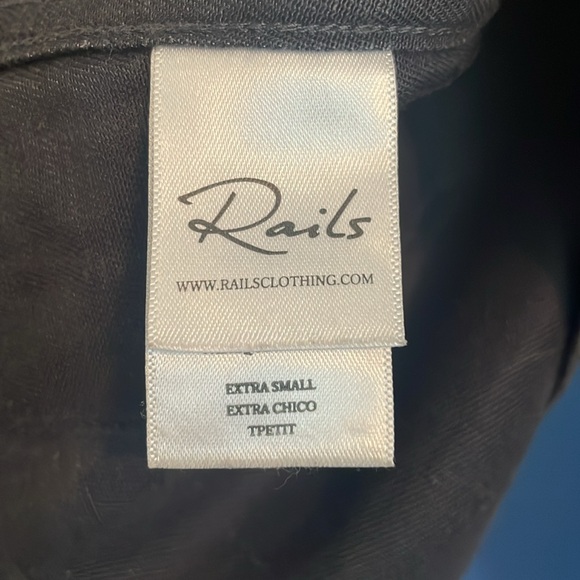 Rails
WWW.RAILSCLOTHING.COM
EXTRA SMALL
EXTRA CHICO
TPETIT